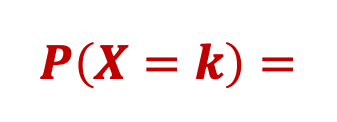 P(X = k) =